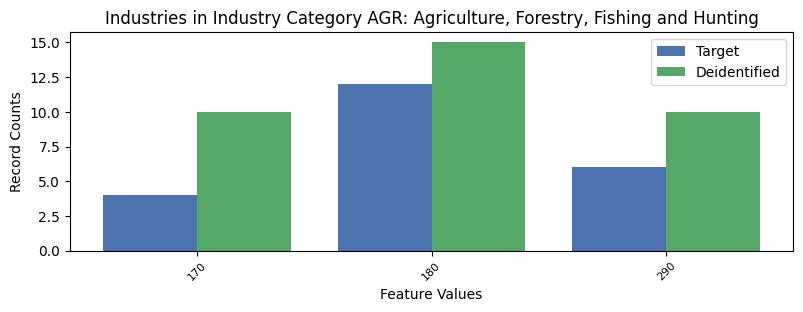 Industries in Industry Category AGR: Agriculture, Forestry, Fishing and Hunting
Target
Deidentified
Record Counts
15.0
12.5
10.0
7.5
5.0
2.5
0.0
170
180
290
Feature Values